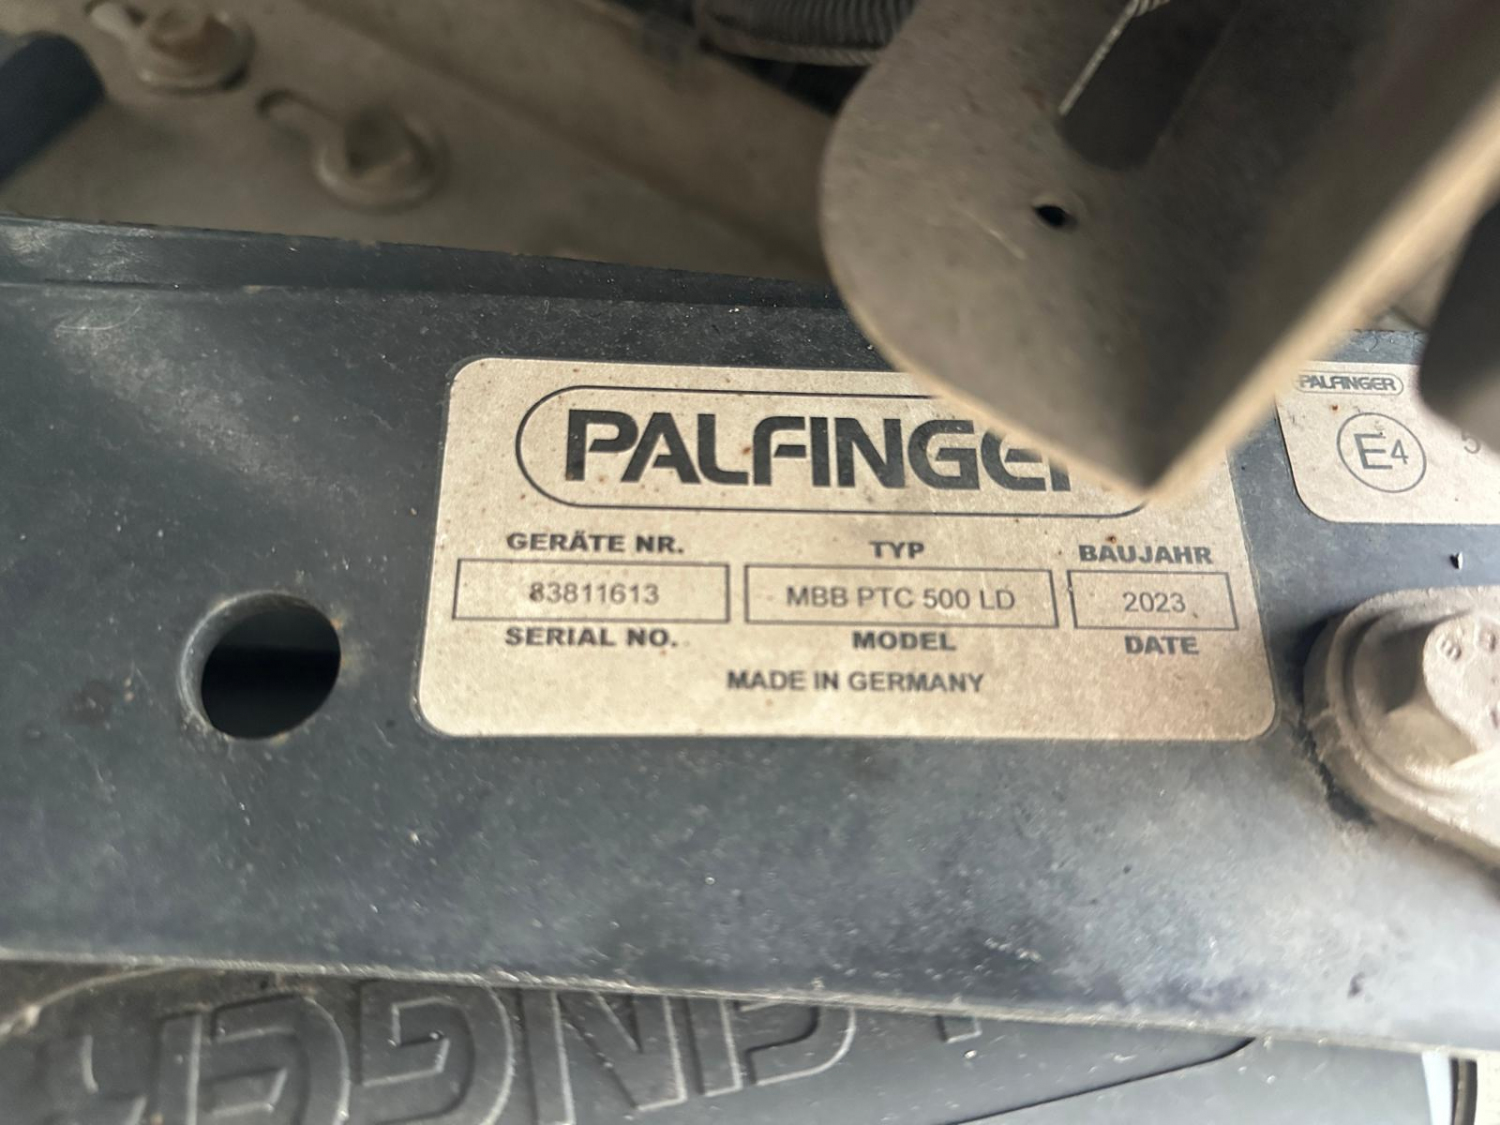 PALFINGER
GERÄTE NR. TYP BAUJAHR
83811613 MBB PTC 500 LD 2023
SERIAL NO. MODEL DATE
MADE IN GERMANY
PALFINGER
E4